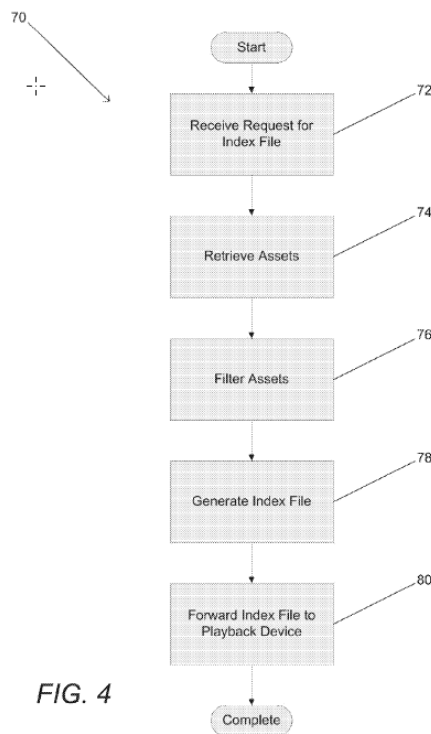 70
Start
72
Receive Request for
Index File
74
Retrieve Assets
76
Filter Assets
78
Generate Index File
80
Forward Index File to
Playback Device
FIG. 4
Complete